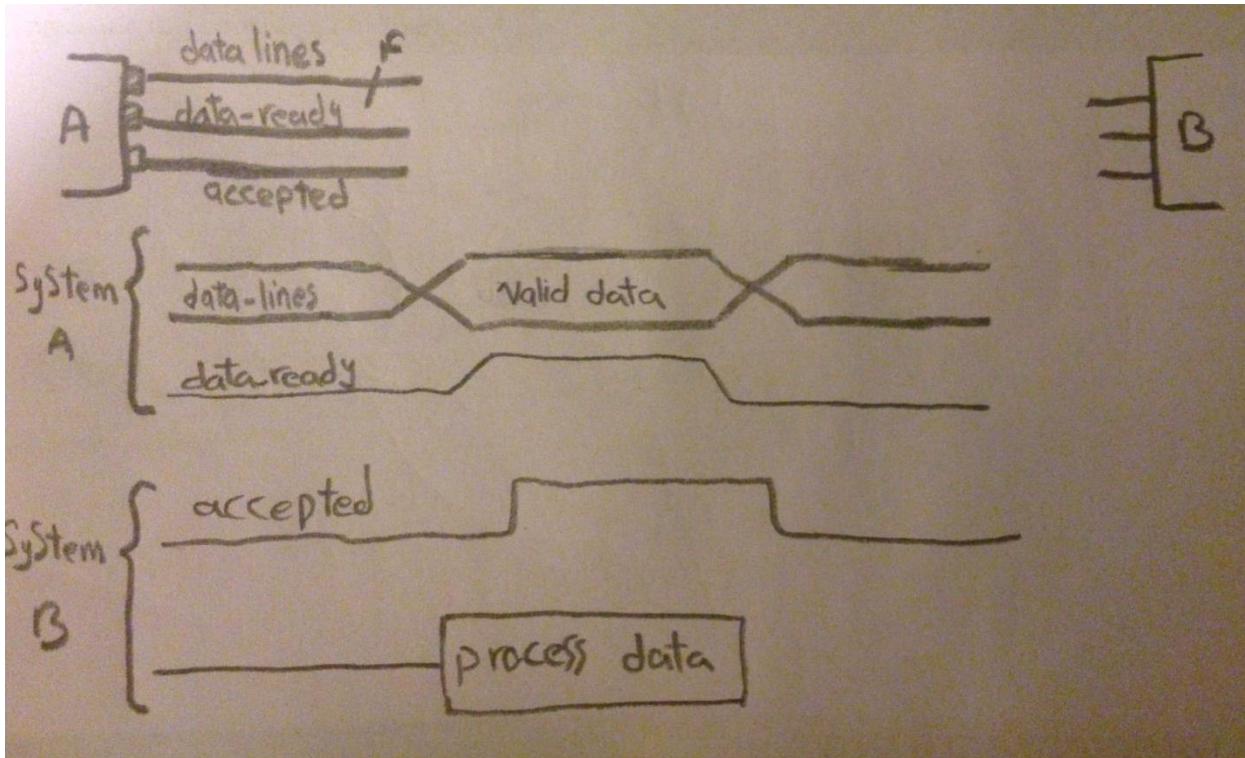 data lines
A
data-ready
accepted
B
System
A
data-lines
valid data
data-ready
System
B
accepted
process data